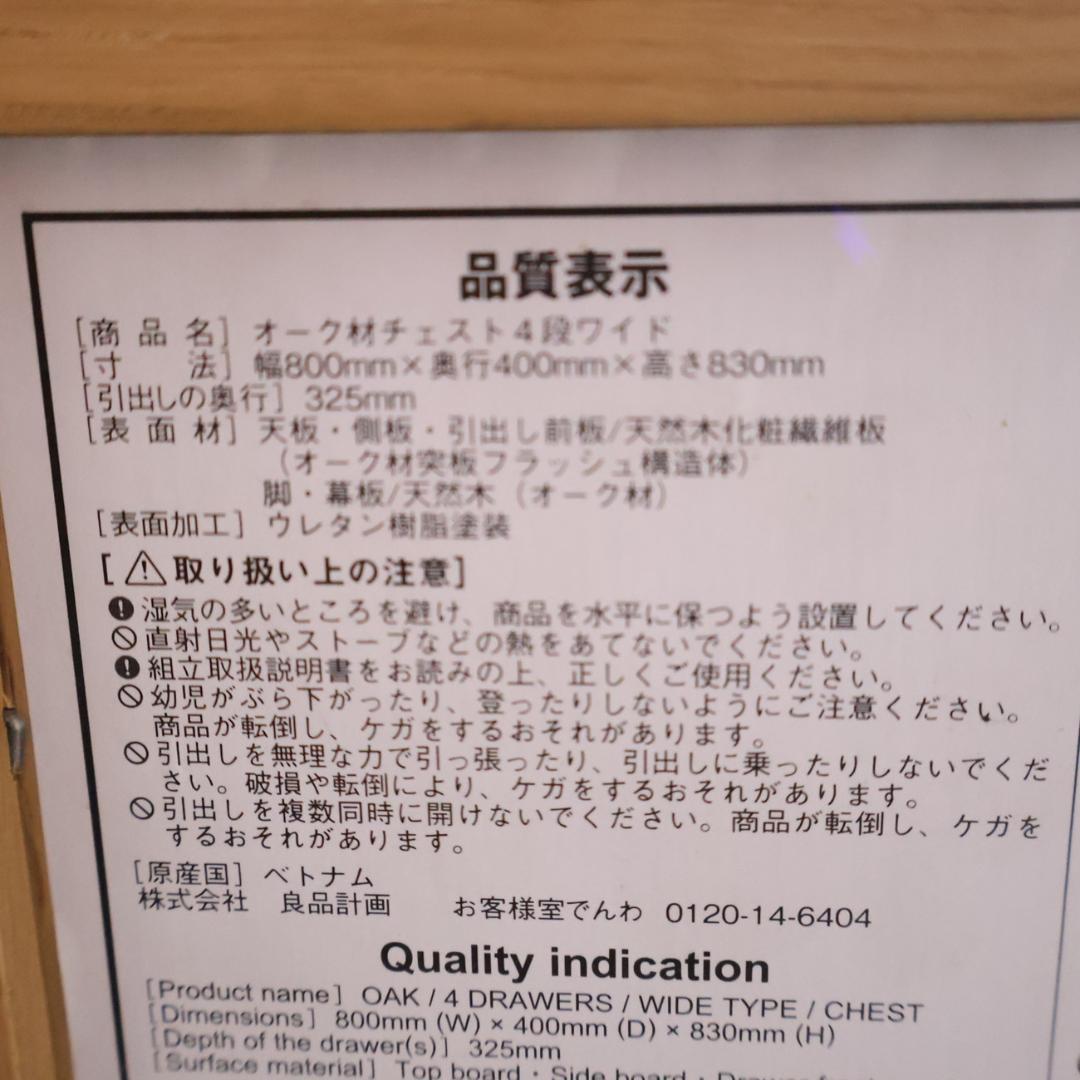 品質表示
[商品名] オーク材チェスト4段ワイド
[寸法] 幅800mm×奥行400mm×高さ830mm
[引出しの奥行] 325mm
[表面材] 天板・側板・引出し前板/天然木化粧繊維板
(オーク材突板フラッシュ構造体)
脚・幕板/天然木(オーク材)
[表面加工] ウレタン樹脂塗装
[⚠取り扱い上の注意]
湿気の多いところを避け、商品を水平に保つよう設置してください。
直射日光やストーブなどの熱をあてないでください。
組立取扱説明書をお読みの上、正しくご使用ください。
幼児がぶら下がったり、登ったりしないようにご注意ください。
商品が転倒し、ケガをするおそれがあります。
引出しを無理な力で引っ張ったり、引出しに乗ったりしないでくだ
さい。破損や転倒により、ケガをするおそれがあります。
引出しを複数同時に開けないでください。商品が転倒し、ケガを
するおそれがあります。
[原産国] ベトナム
株式会社 良品計画 お客様室でんわ 0120-14-6404
Quality indication
[Product name] OAK / 4 DRAWERS / WIDE TYPE / CHEST
[Dimensions] 800mm (W) × 400mm (D) × 830mm (H)
[Depth of the drawer(s)] 325mm
[Surface material] Top board・Side board・Drawer